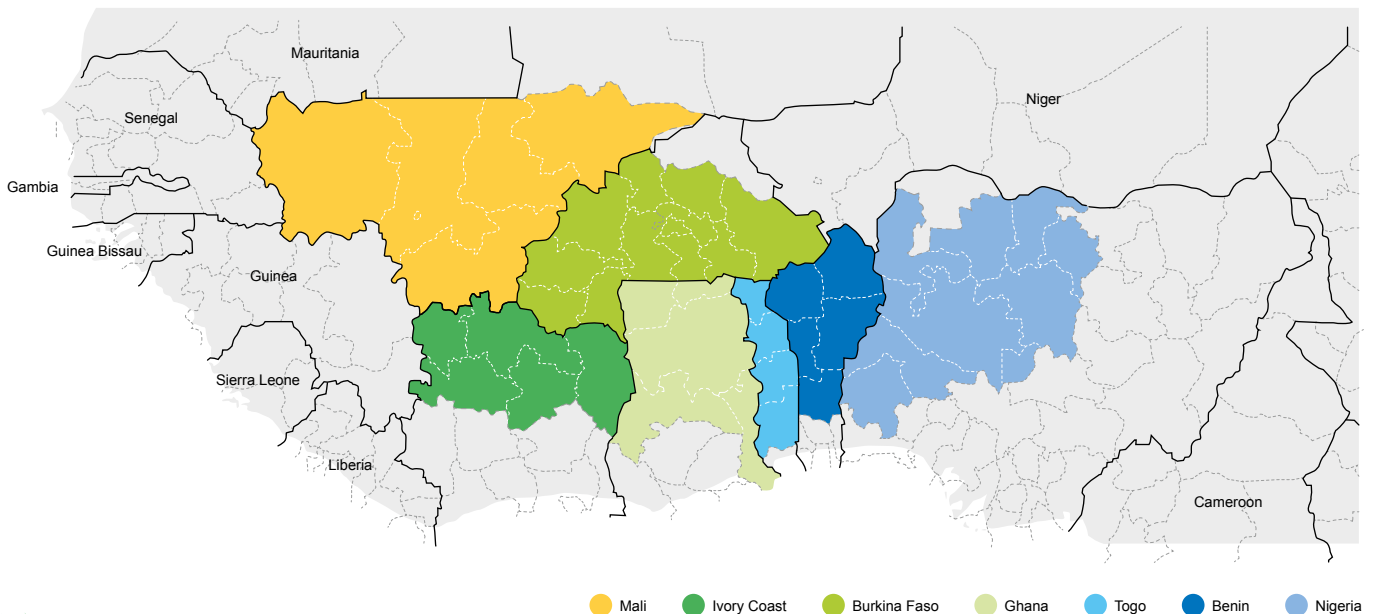 Mauritania
Niger
Senegal
Gambia
Guinea Bissau
Guinea
Sierra Leone
Liberia
Cameroon
Mali
Ivory Coast
Burkina Faso
Ghana
Togo
Benin
Nigeria